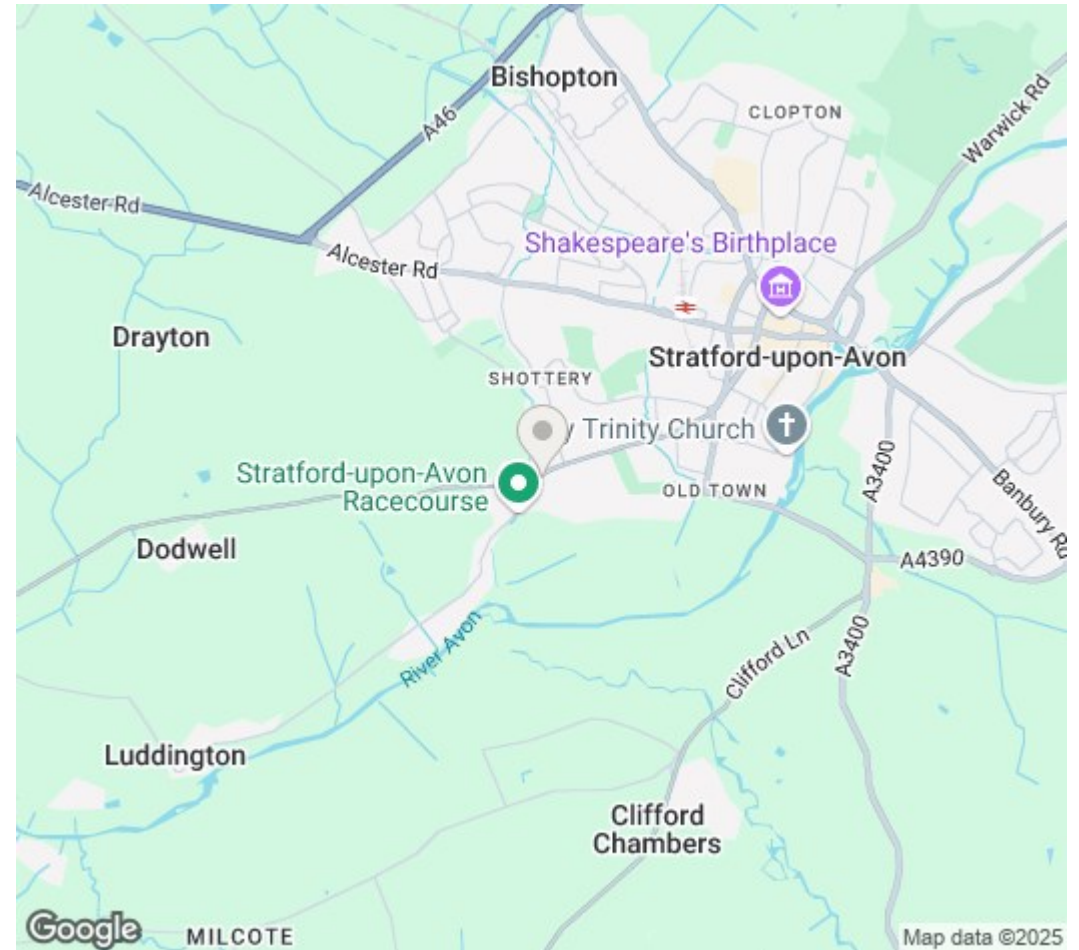 Bishopton
CLOPTON
A46
Warwick Rd
Alcester Rd
Shakespeare's Birthplace
Alcester Rd
Drayton
Stratford-upon-Avon
SHOTTERY
y Trinity Church
Stratford-upon-Avon
Racecourse
OLD TOWN
A3400
Banbury Rd
Dodwell
A4390
River Avon
Clifford Ln
A3400
Luddington
Clifford
Chambers
MILCOTE
Google
Map data ©2025